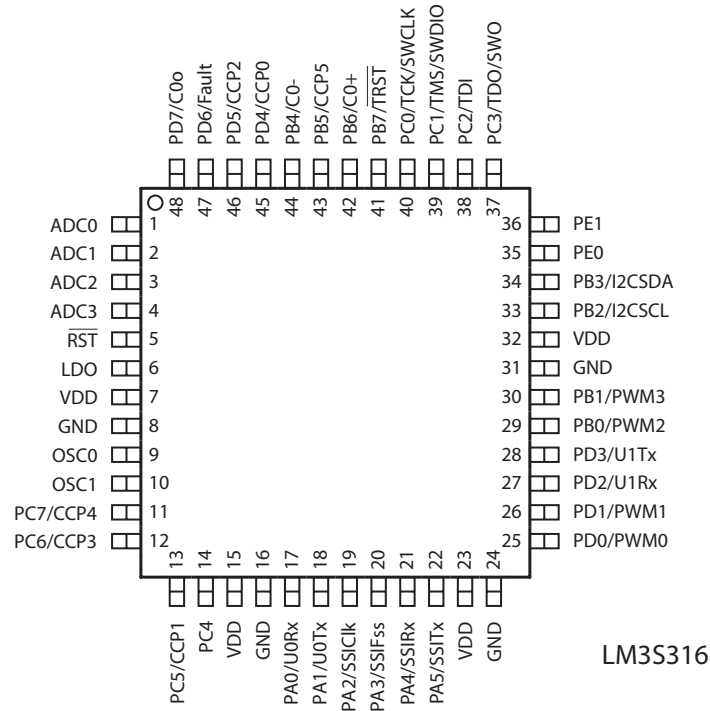 PD7/C0o
PD6/Fault
PD5/CCP2
PD4/CCP0
PB4/C0-
PB5/CCP5
PB6/C0+
PB7/TRST
PC0/TCK/SWCLK
PC1/TMS/SWDIO
PC2/TDI
PC3/TDO/SWO
48
47
46
45
44
43
42
41
40
39
38
37
ADC0 1
ADC1 2
ADC2 3
ADC3 4
RST 5
LDO 6
VDD 7
GND 8
OSC0 9
OSC1 10
PC7/CCP4 11
PC6/CCP3 12
36 PE1
35 PE0
34 PB3/I2CSDA
33 PB2/I2CSCL
32 VDD
31 GND
30 PB1/PWM3
29 PB0/PWM2
28 PD3/U1Tx
27 PD2/U1Rx
26 PD1/PWM1
25 PD0/PWM0
13
14
15
16
17
18
19
20
21
22
23
24
PC5/CCP1
PC4
VDD
GND
PA0/U0Rx
PA1/U0Tx
PA2/SSIClk
PA3/SSIFss
PA4/SSIRx
PA5/SSITx
VDD
GND
LM3S316